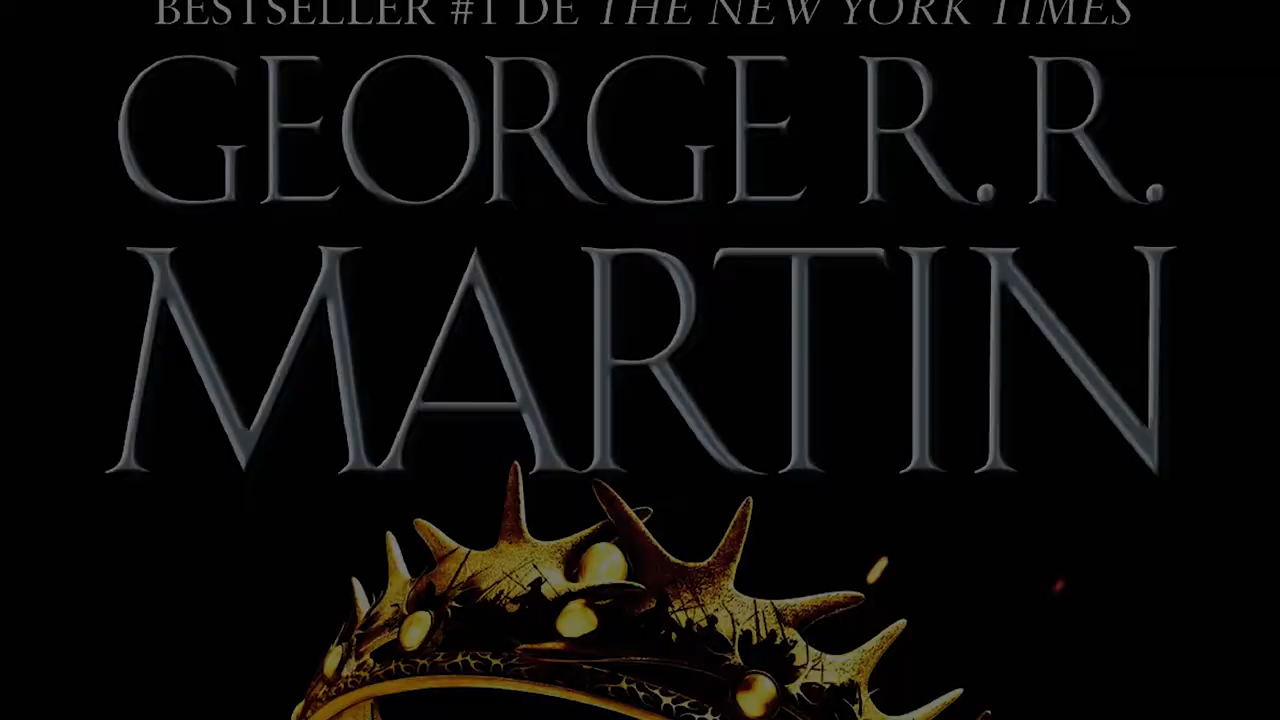 BESTSELLER #1 DE THE NEW YORK TIMES
GEORGE R. R.
MARTIN